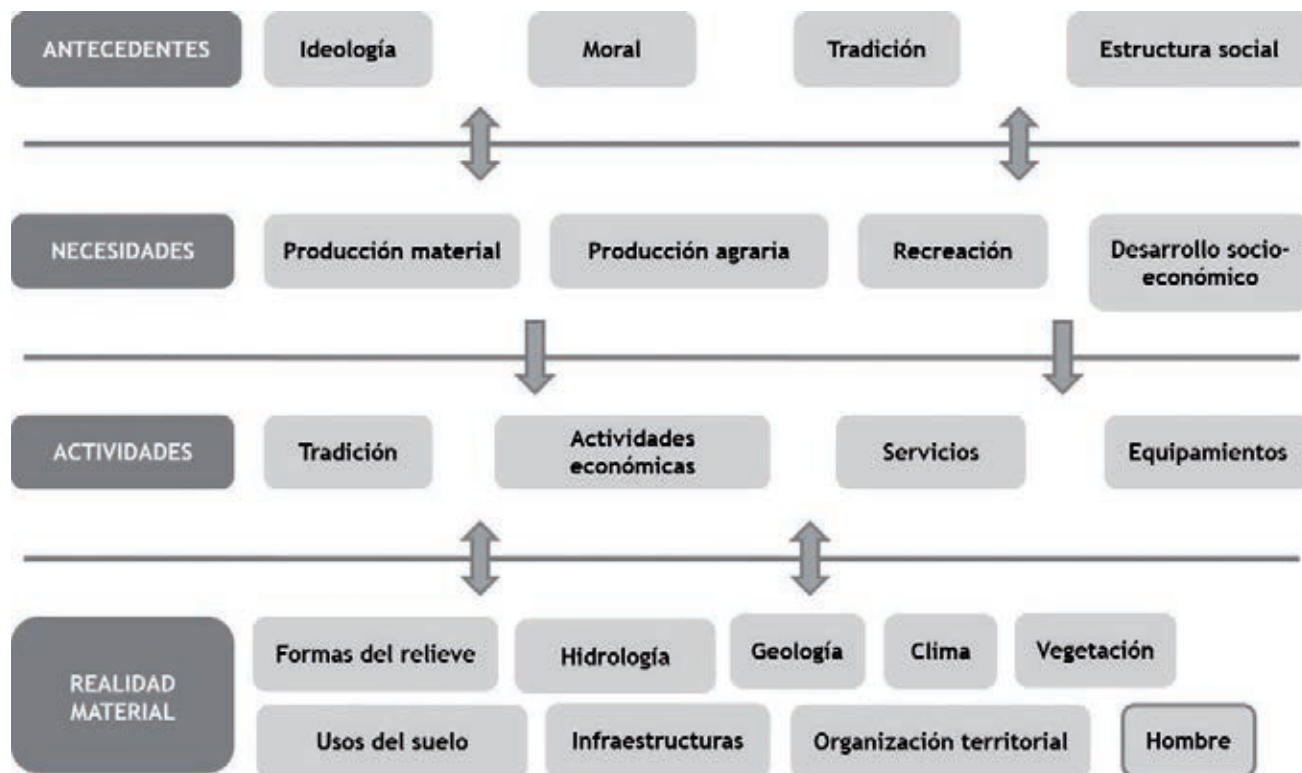 ANTECEDENTES
Ideología
Moral
Tradición
Estructura social
NECESIDADES
Producción material
Producción agraria
Recreación
Desarrollo socio-
económico
ACTIVIDADES
Tradición
Actividades
económicas
Servicios
Equipamientos
REALIDAD
MATERIAL
Formas del relieve
Hidrología
Geología
Clima
Vegetación
Usos del suelo
Infraestructuras
Organización territorial
Hombre